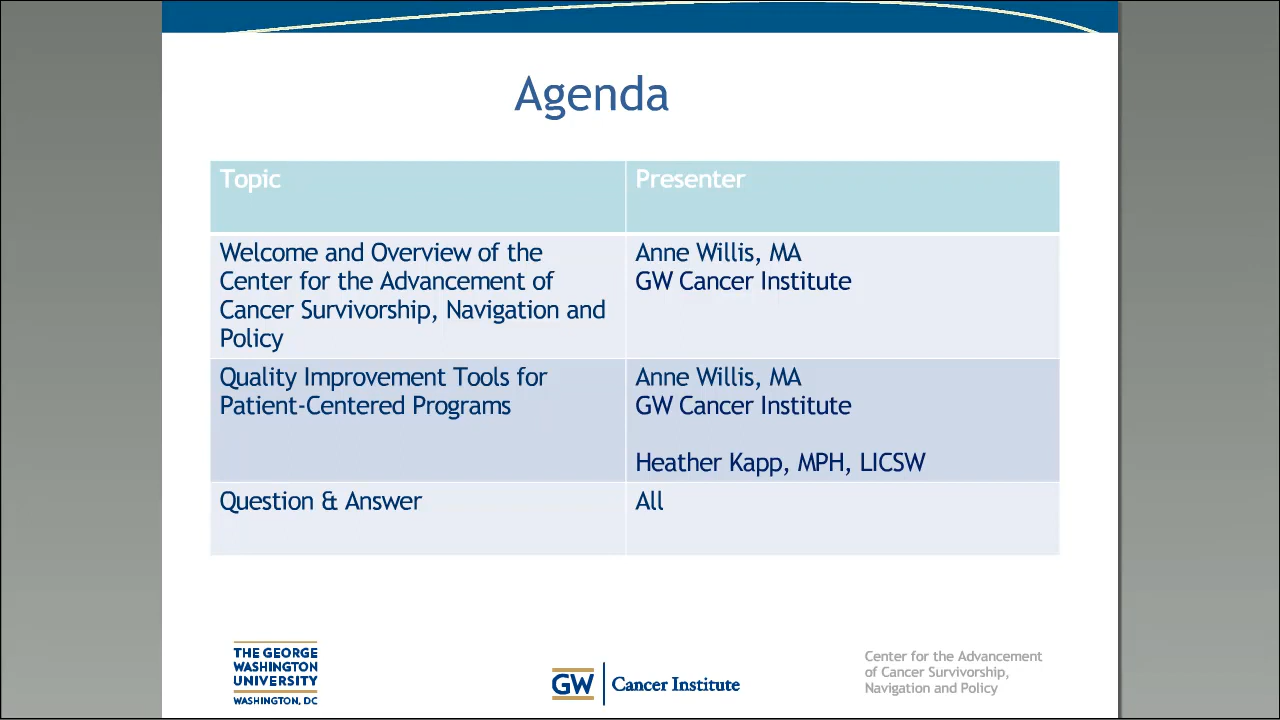 Agenda
Topic
Presenter
Welcome and Overview of the
Center for the Advancement of
Cancer Survivorship, Navigation and
Policy
Anne Willis, MA
GW Cancer Institute
Quality Improvement Tools for
Patient-Centered Programs
Anne Willis, MA
GW Cancer Institute
Heather Kapp, MPH, LICSW
Question & Answer
All
THE GEORGE
WASHINGTON
UNIVERSITY
WASHINGTON, DC
GW Cancer Institute
Center for the Advancement
of Cancer Survivorship,
Navigation and Policy